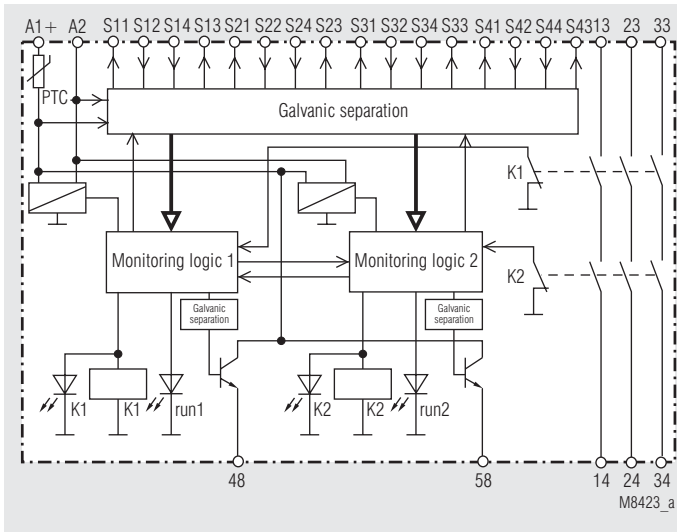 A1+ A2 S11 S12 S14 S13 S21 S22 S24 S23 S31 S32 S34 S33 S41 S42 S44 S43 13 23 33
PTC
Galvanic separation
K1
Monitoring logic 1
Monitoring logic 2
K2
Galvanic
separation
Galvanic
separation
K1 K1 run1 K2 K2 run2
48 58 14 24 34
M8423_a